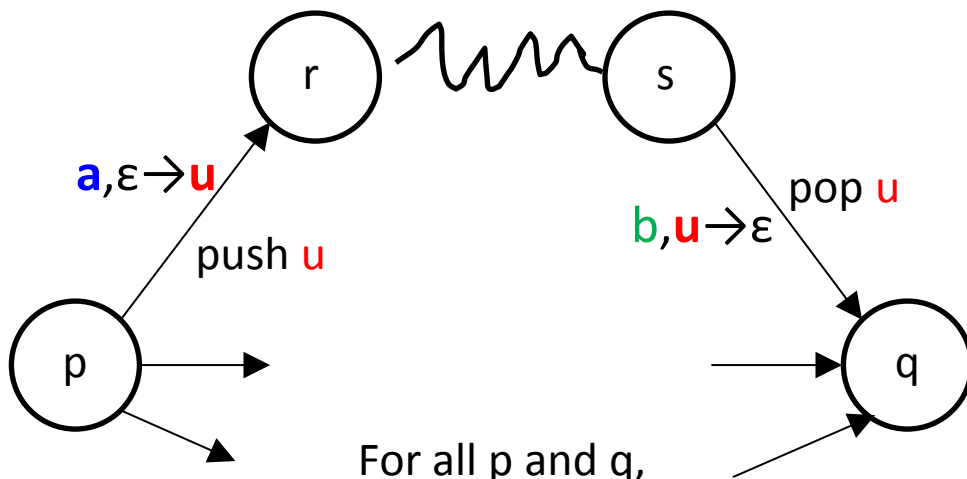 r
s
a,ε→u
pop u
b,u→ε
push u
p
q
For all p and q,